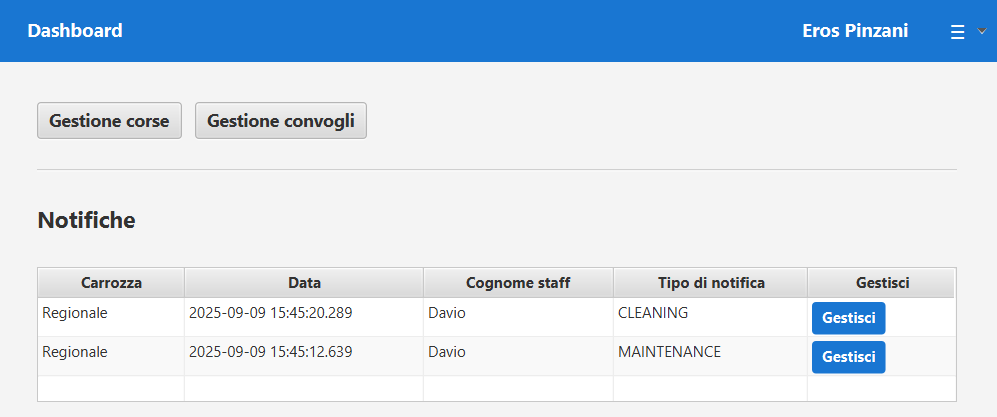 Dashboard Eros Pinzani
Gestione corse Gestione convogli
Notifiche
Carrozza Data Cognome staff Tipo di notifica Gestisci
Regionale 2025-09-09 15:45:20.289 Davio CLEANING Gestisci
Regionale 2025-09-09 15:45:12.639 Davio MAINTENANCE Gestisci